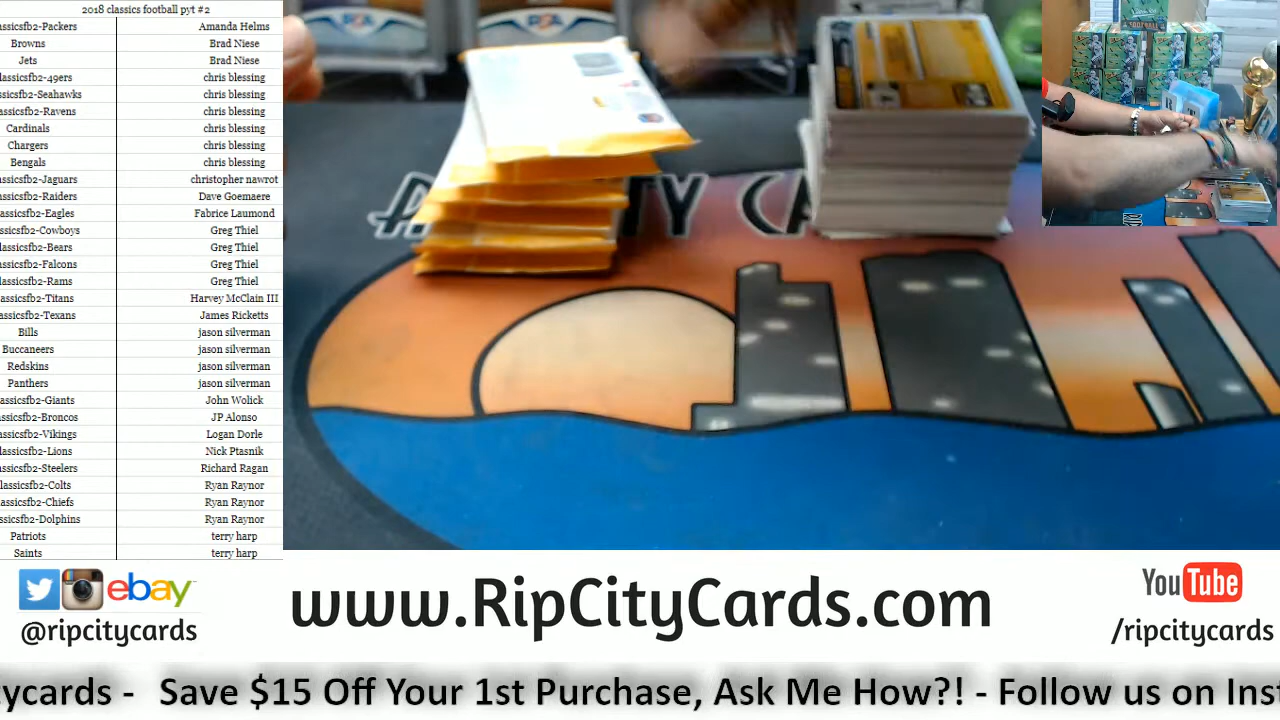 2018 classics football pyt #2
assicsfb2-Packers Amanda Helms
Browns Brad Niese
Jets Brad Niese
lassicsfb2-49ers chris blessing
ssicsfb2-Seahawks chris blessing
assicsfb2-Ravens chris blessing
Cardinals chris blessing
Chargers chris blessing
Bengals chris blessing
assicsfb2-Jaguars christopher nawrot
assicsfb2-Raiders Dave Goemaere
assicsfb2-Eagles Fabrice Laumond
ssicsfb2-Cowboys Greg Thiel
assicsfb2-Bears Greg Thiel
assicsfb2-Falcons Greg Thiel
lassicsfb2-Rams Greg Thiel
assicsfb2-Titans Harvey McClain III
assicsfb2-Texans James Ricketts
Bills jason silverman
Buccaneers jason silverman
Redskins jason silverman
Panthers jason silverman
assicsfb2-Giants John Wolick
assicsfb2-Broncos JP Alonso
assicsfb2-Vikings Logan Dorle
lassicsfb2-Lions Nick Ptasnik
assicsfb2-Steelers Richard Ragan
lassicsfb2-Colts Ryan Raynor
assicsfb2-Chiefs Ryan Raynor
ssicsfb2-Dolphins Ryan Raynor
Patriots terry harp
Saints terry harp
TY CA
ebay
@ripcitycards
www.RipCityCards.com
YouTube
/ripcitycards
ycards - Save $15 Off Your 1st Purchase, Ask Me How?! - Follow us on Inst